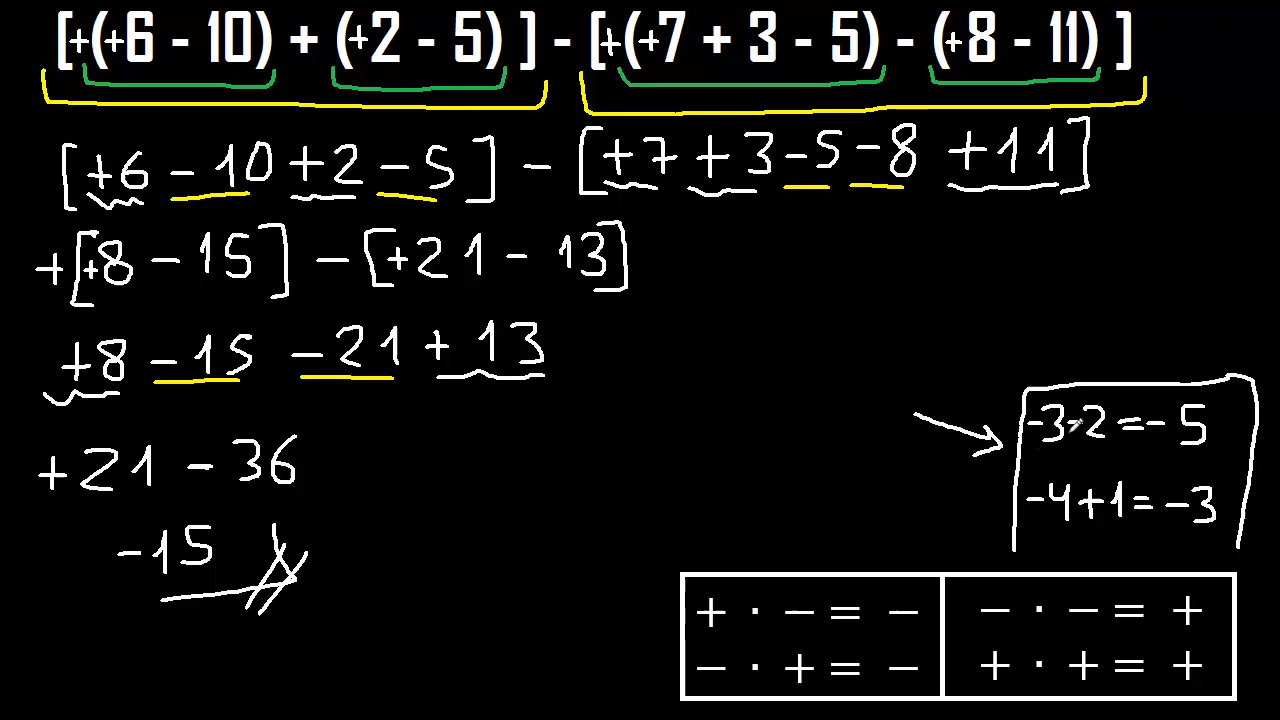 [+(+6 - 10) + (+2 - 5) ] - [+(+7 + 3 - 5) - (+8 - 11) ]
[+6 - 10 + 2 - 5] - [+7 + 3 - 5 - 8 + 11]
+[+8 - 15] - [+21 - 13]
+8 - 15 - 21 + 13
+21 - 36
-15
-3-2=-5
-4+1=-3
+ · - = -
- · + = -
- · - = +
+ · + = +